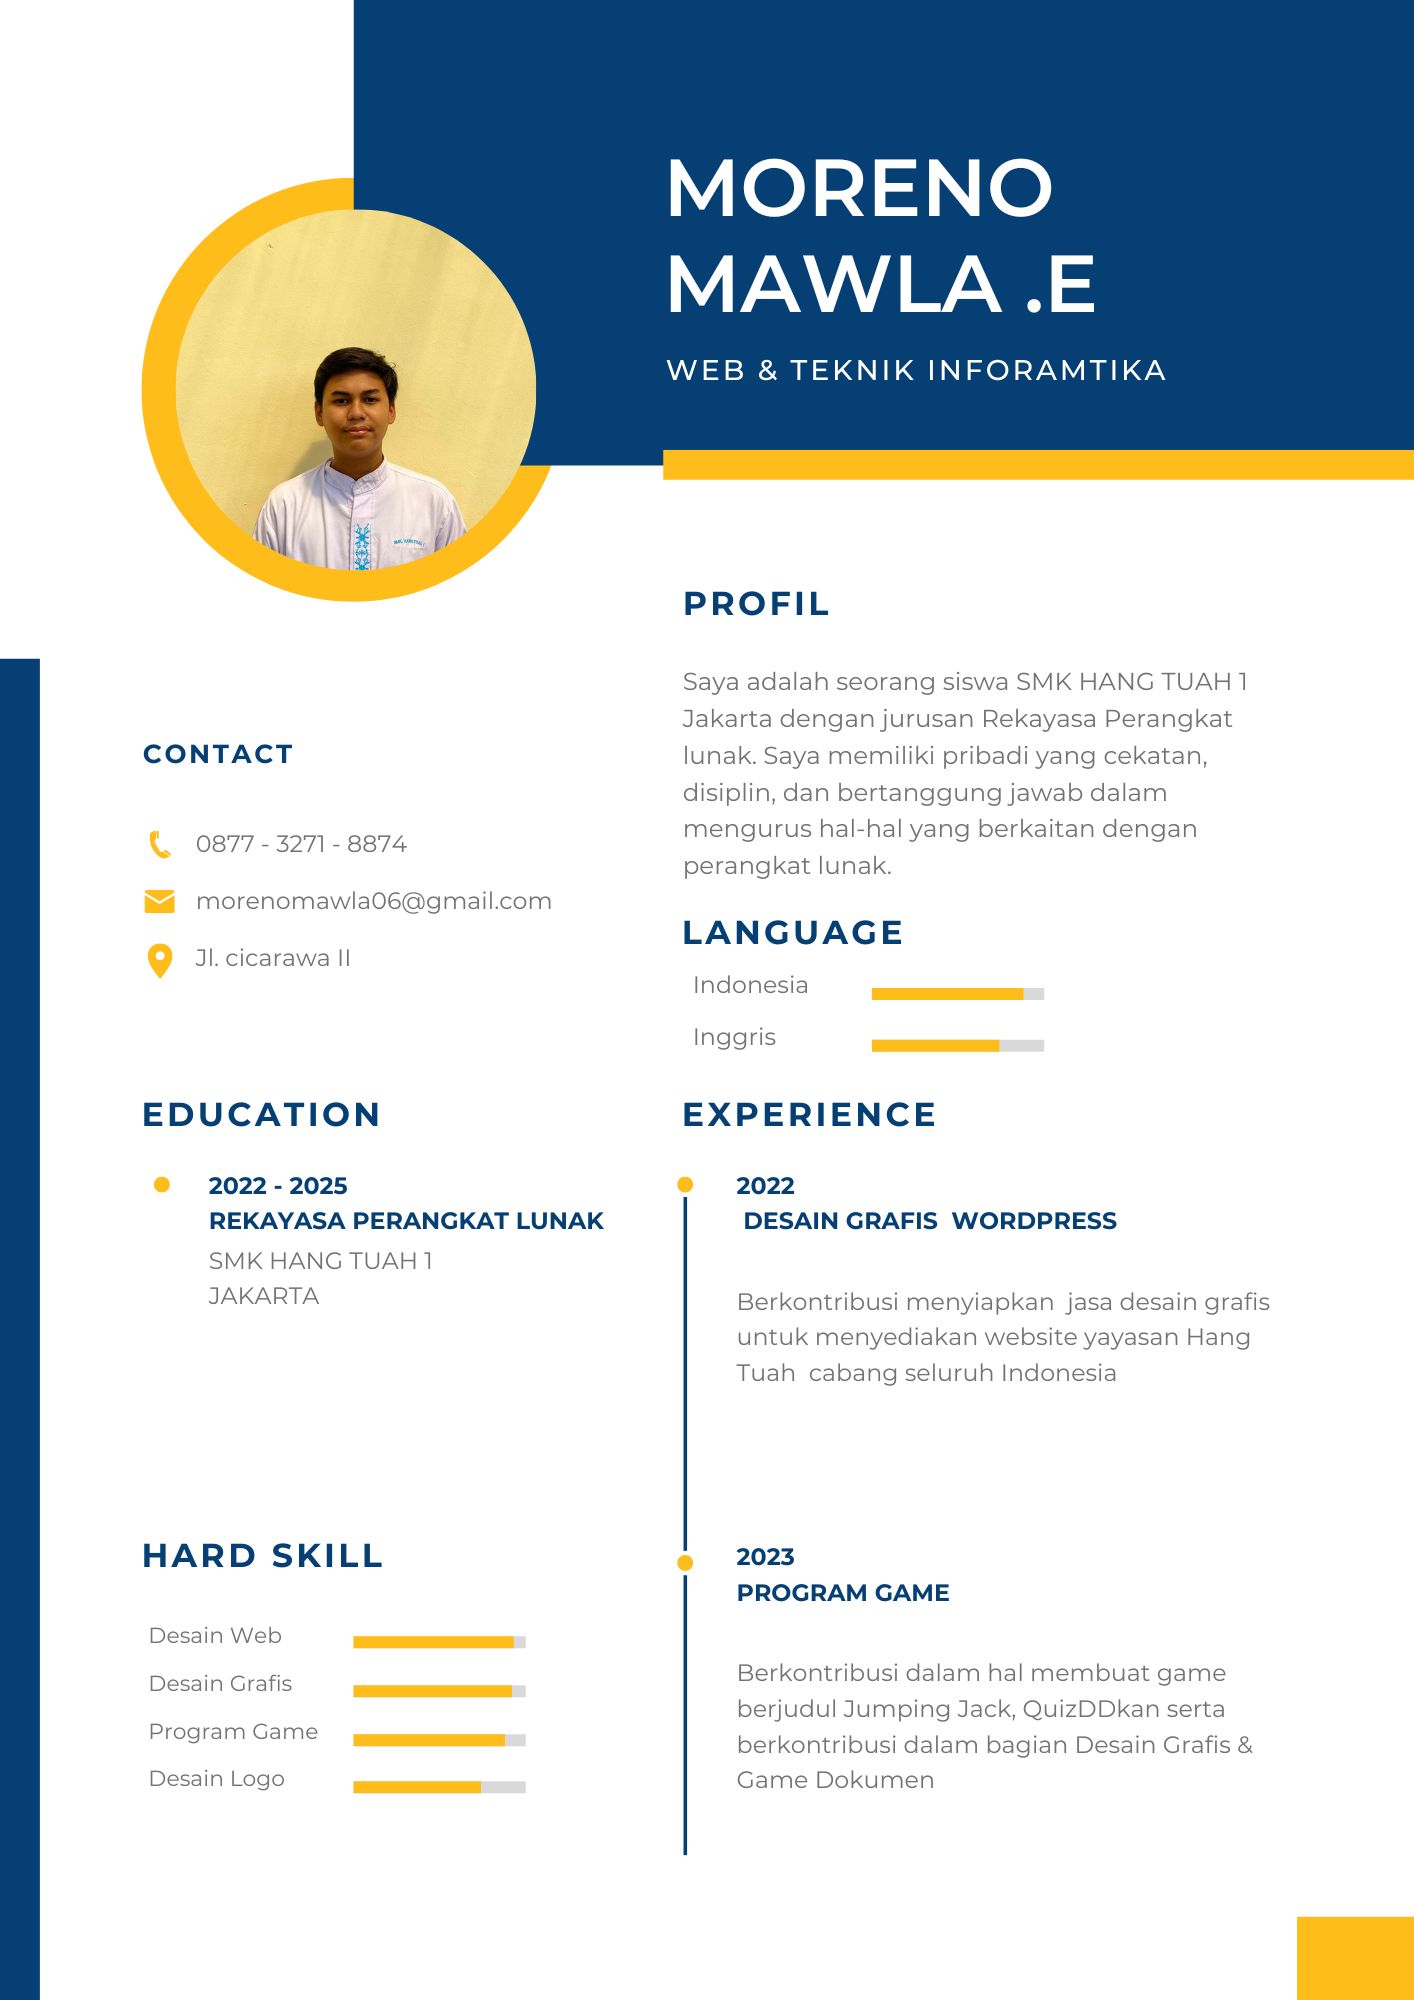 MORENO
MAWLA .E
WEB & TEKNIK INFORAMTIKA
PROFIL
Saya adalah seorang siswa SMK HANG TUAH 1
Jakarta dengan jurusan Rekayasa Perangkat
lunak. Saya memiliki pribadi yang cekatan,
disiplin, dan bertanggung jawab dalam
mengurus hal-hal yang berkaitan dengan
perangkat lunak.
CONTACT
0877 - 3271 - 8874
morenomawla06@gmail.com
Jl. cicarawa II
LANGUAGE
Indonesia
Inggris
EDUCATION
2022 - 2025
REKAYASA PERANGKAT LUNAK
SMK HANG TUAH 1
JAKARTA
EXPERIENCE
2022
DESAIN GRAFIS  WORDPRESS
Berkontribusi menyiapkan  jasa desain grafis
untuk menyediakan website yayasan Hang
Tuah  cabang seluruh Indonesia
HARD SKILL
Desain Web
Desain Grafis
Program Game
Desain Logo
2023
PROGRAM GAME
Berkontribusi dalam hal membuat game
berjudul Jumping Jack, QuizDDkan serta
berkontribusi dalam bagian Desain Grafis &
Game Dokumen